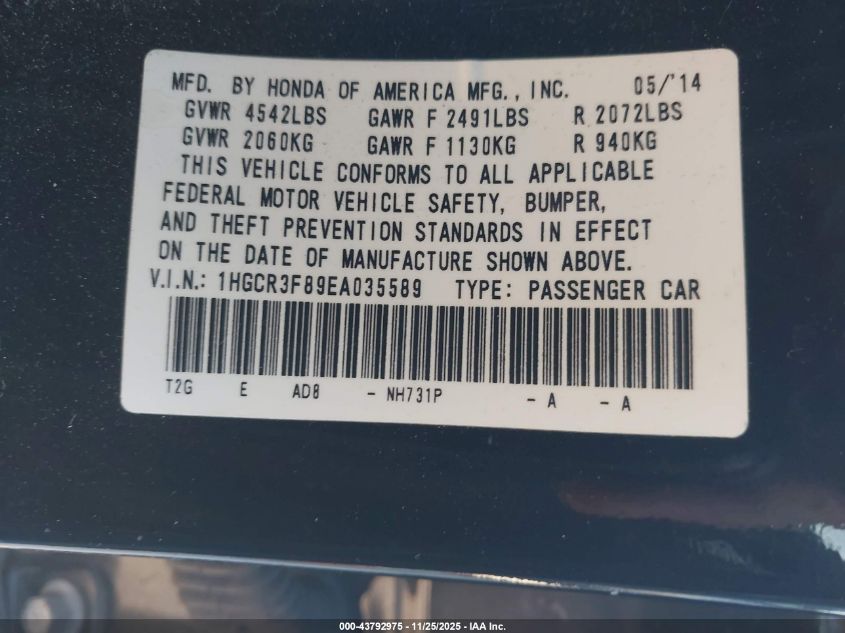 MFD. BY HONDA OF AMERICA MFG., INC. 05/'14
GVWR 4542LBS GAWR F 2491LBS R 2072LBS
GVWR 2060KG GAWR F 1130KG R 940KG
THIS VEHICLE CONFORMS TO ALL APPLICABLE
FEDERAL MOTOR VEHICLE SAFETY, BUMPER,
AND THEFT PREVENTION STANDARDS IN EFFECT
ON THE DATE OF MANUFACTURE SHOWN ABOVE.
V.I.N.: 1HGCR3F89EA035589 TYPE: PASSENGER CAR
T2G E AD8 - NH731P - A - A
000-43792975 - 11/25/2025 - IAA Inc.